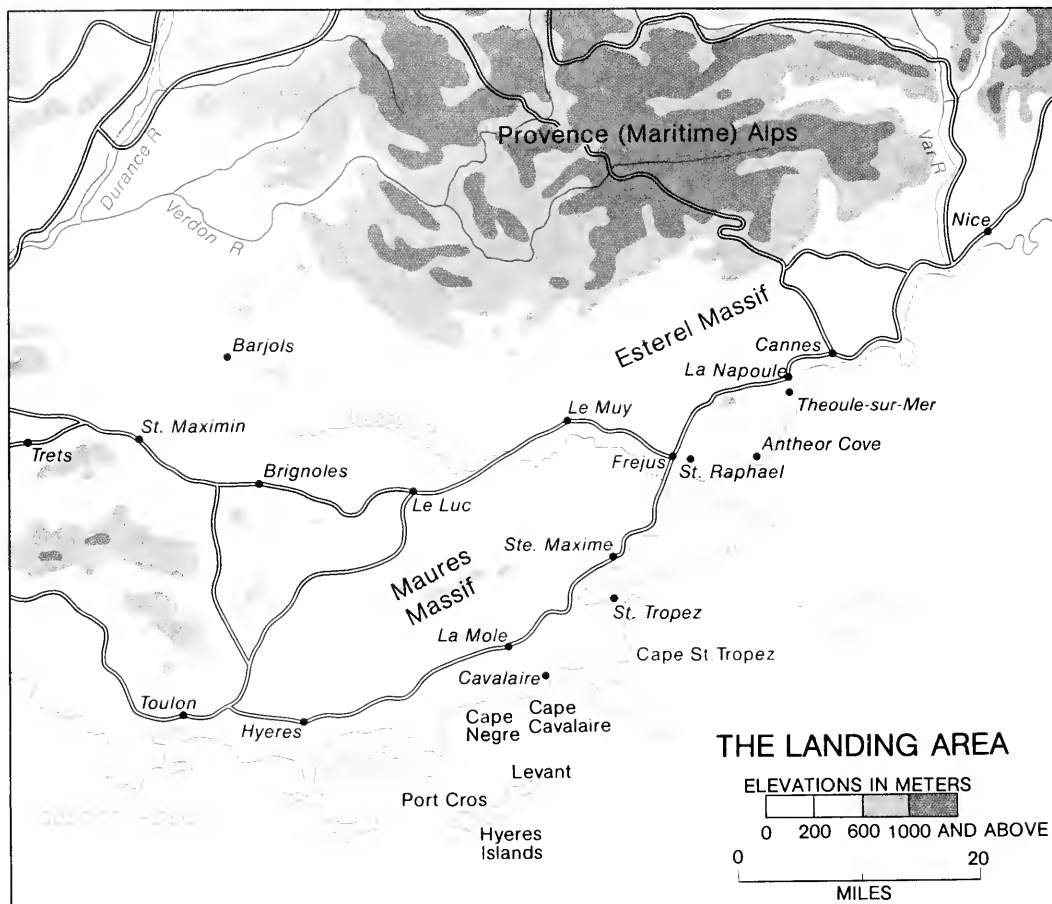 Provence (Maritime) Alps
Durance R
Verdon R
Var R
Nice
Esterel Massif
Barjols
Cannes
La Napoule
Theoule-sur-Mer
Le Muy
St. Maximin
Trets
Antheor Cove
Frejus
St. Raphael
Brignoles
Le Luc
Ste. Maxime
Maures
Massif
St. Tropez
La Mole
Cape St Tropez
Cavalaire
Toulon
Hyeres
Cape
Negre
Cape
Cavalaire
Levant
Port Cros
Hyeres
Islands
THE LANDING AREA
ELEVATIONS IN METERS
0 200 600 1000 AND ABOVE
0 20
MILES